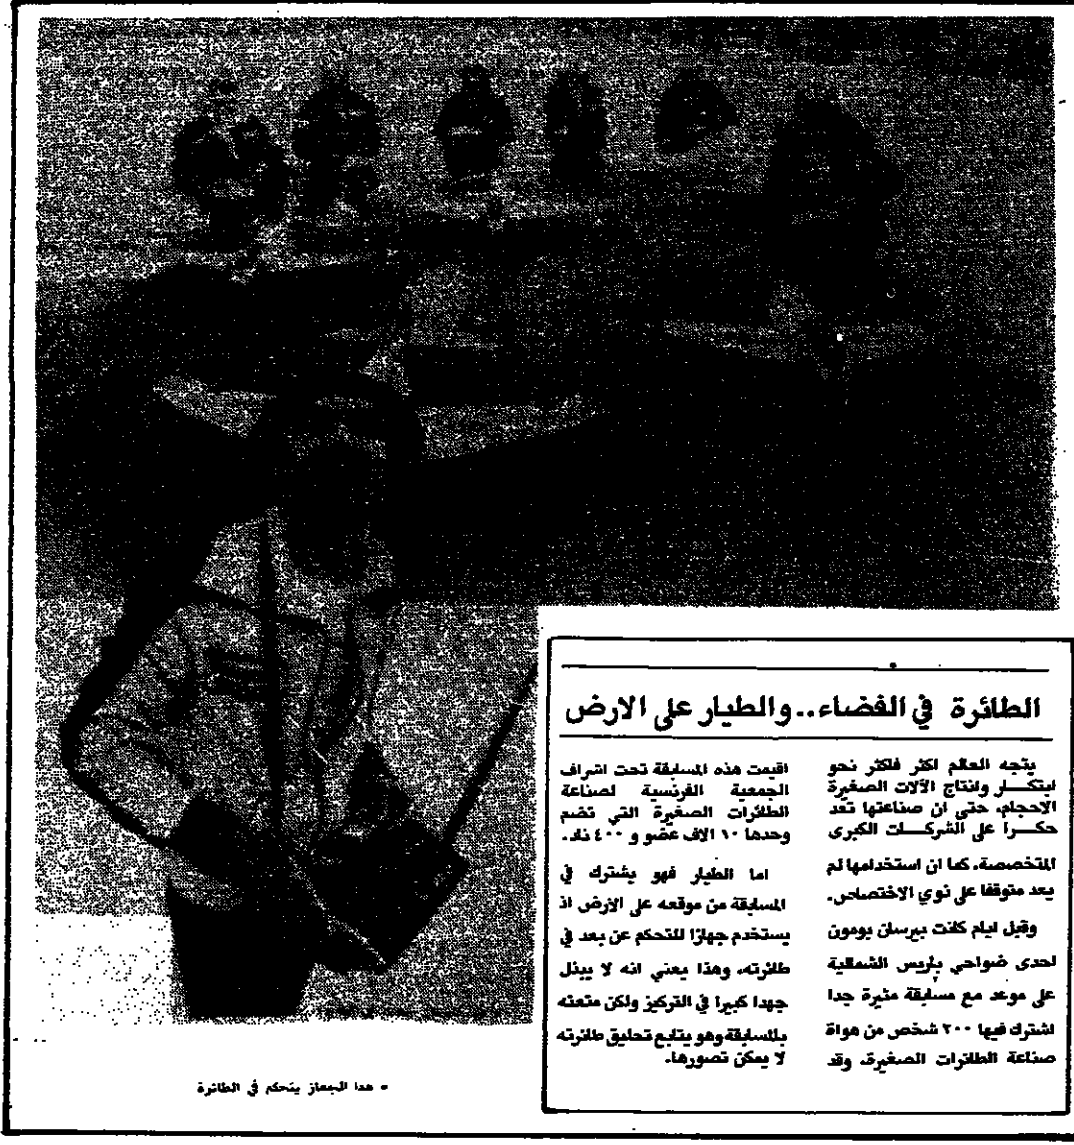 الطائرة في الفضاء.. والطيار على الارض
يتجه العالم اكثر فاكثر نحو
ابتكـــار وانتاج الآلات الصغيرة
الاحجام، حتى ان صناعتها تعد
حكـــرا على الشركـــات الكبرى
المتخصصة، كما ان استخدامها لم
يعد متوقفا على نوي الاختصاص.
وقبل ايام كانت بيرسان بومون
احدى ضواحي باريس الشمالية
على موعد مع مسابقة مثيرة جدا
اشترك فيها ٢٠٠ شخص من هواة
صناعة الطائرات الصغيرة، وقد
اقيمت هذه المسابقة تحت اشراف
الجمعية الفرنسية لصناعة
الطائرات الصغيرة التي تضم
وحدها ١٠ الاف عضو و ٤٠٠ ناد.
اما الطيار فهو يشترك في
المسابقة من موقعه على الارض اذ
يستخدم جهازا للتحكم عن بعد في
طائرته، وهذا يعني انه لا يبذل
جهدا كبيرا في التركيز ولكن متعته
بالمسابقة وهو يتابع تحليق طائرته
لا يمكن تصورها.
● هذا الجهاز يتحكم في الطائرة